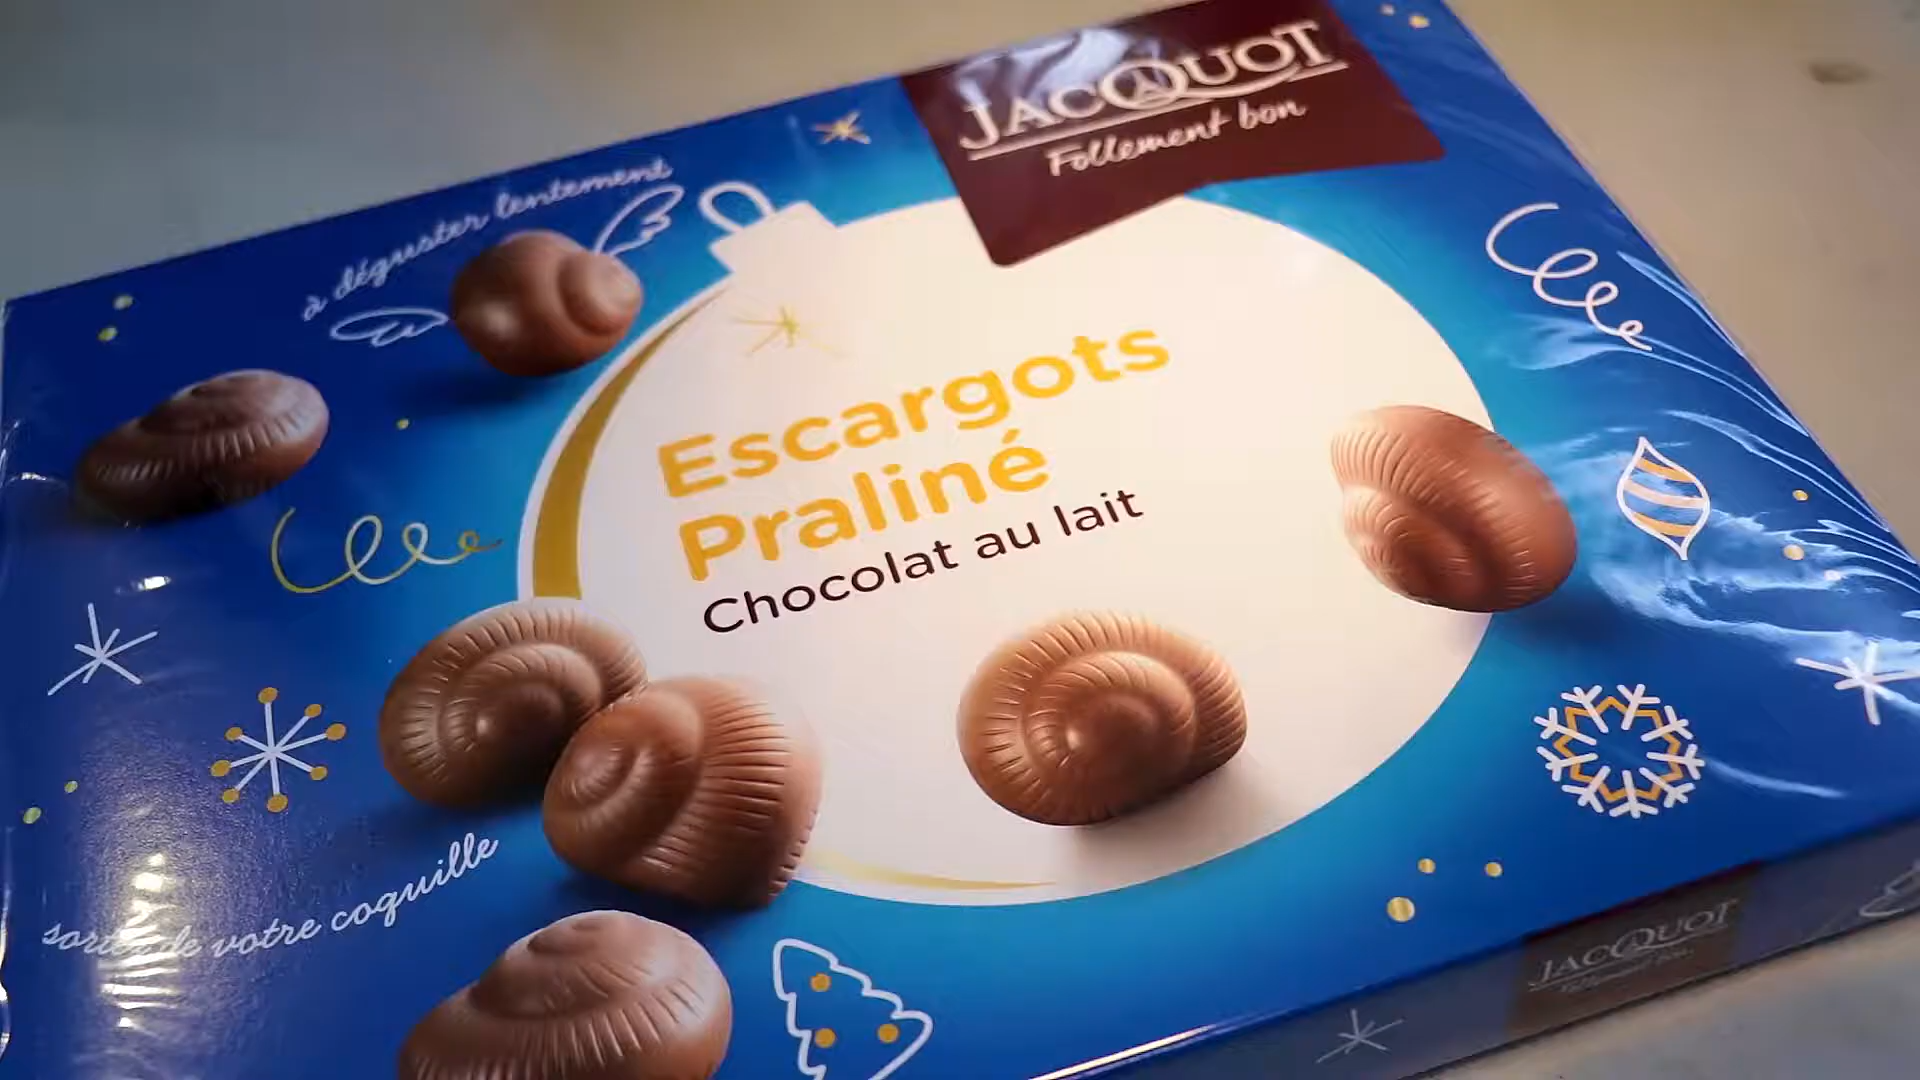 JACQUOT
Follement bon
à déguster lentement
Escargots
Praliné
Chocolat au lait
de votre coquille
JACQUOT